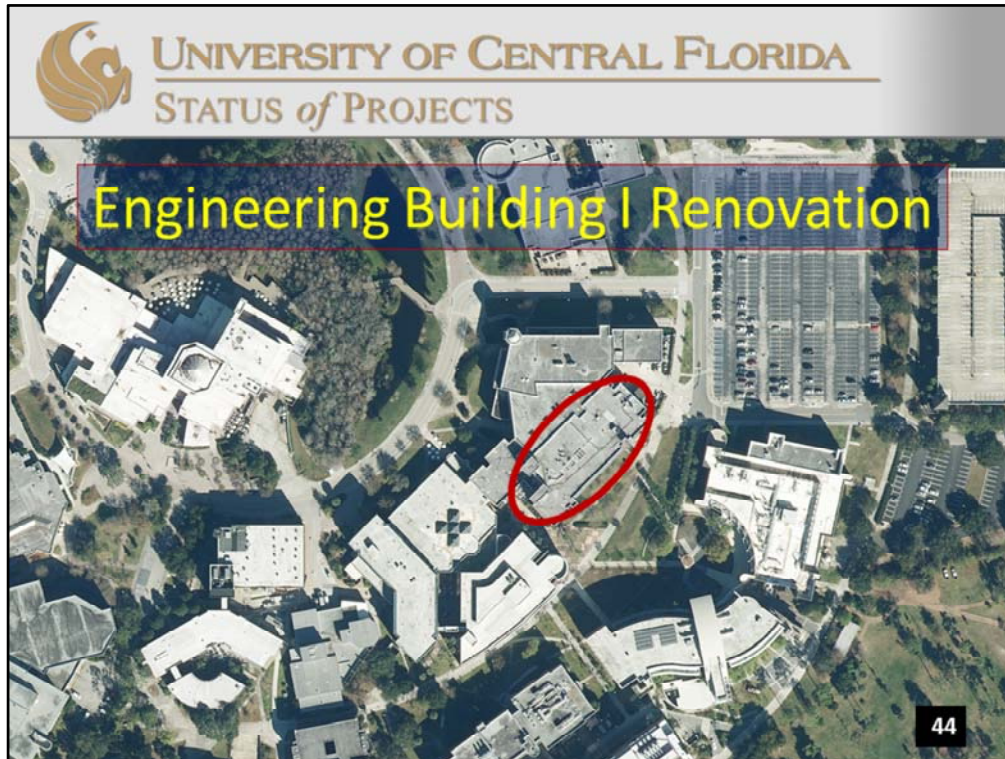 UNIVERSITY OF CENTRAL FLORIDA
STATUS of PROJECTS
Engineering Building I Renovation
44